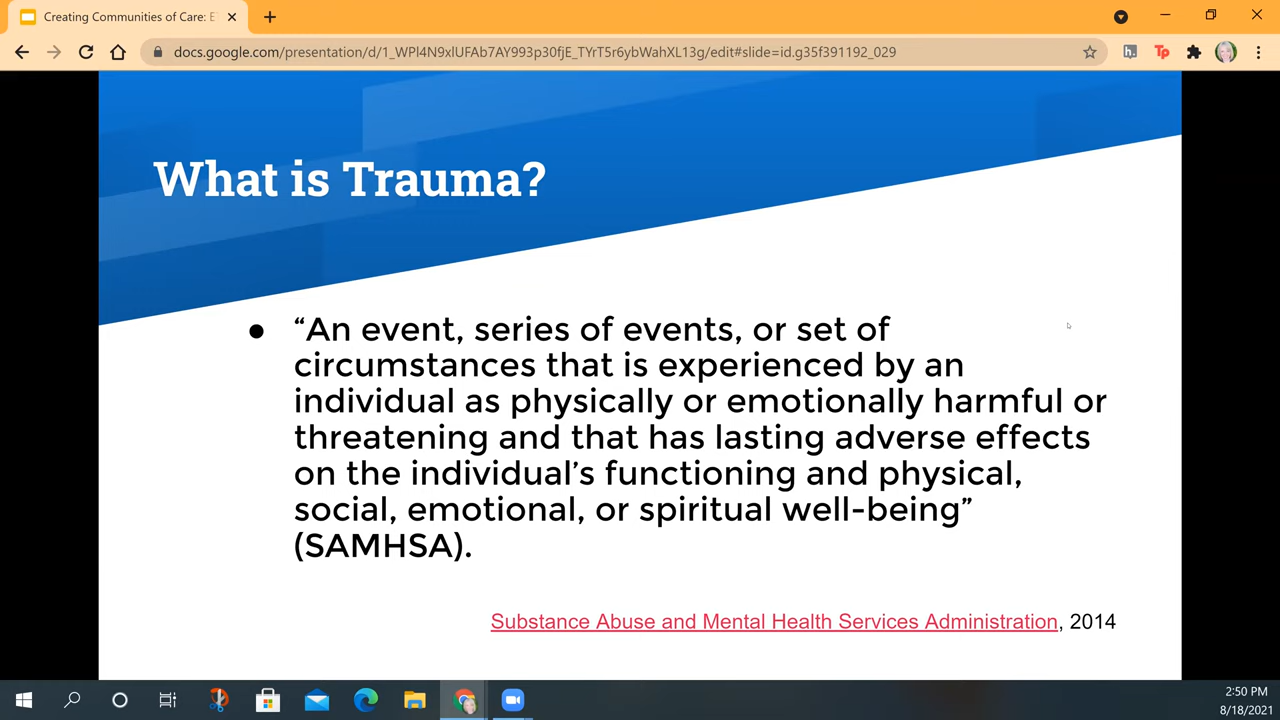 Creating Communities of Care: E
docs.google.com/presentation/d/1_WPl4N9xlUFAb7AY993p30fjE_TYrT5r6ybWahXL13g/edit#slide=id.g35f391192_029
h.
Tp
What is Trauma?
● “An event, series of events, or set of
circumstances that is experienced by an
individual as physically or emotionally harmful or
threatening and that has lasting adverse effects
on the individual’s functioning and physical,
social, emotional, or spiritual well-being”
(SAMHSA).
Substance Abuse and Mental Health Services Administration, 2014
2:50 PM
8/18/2021